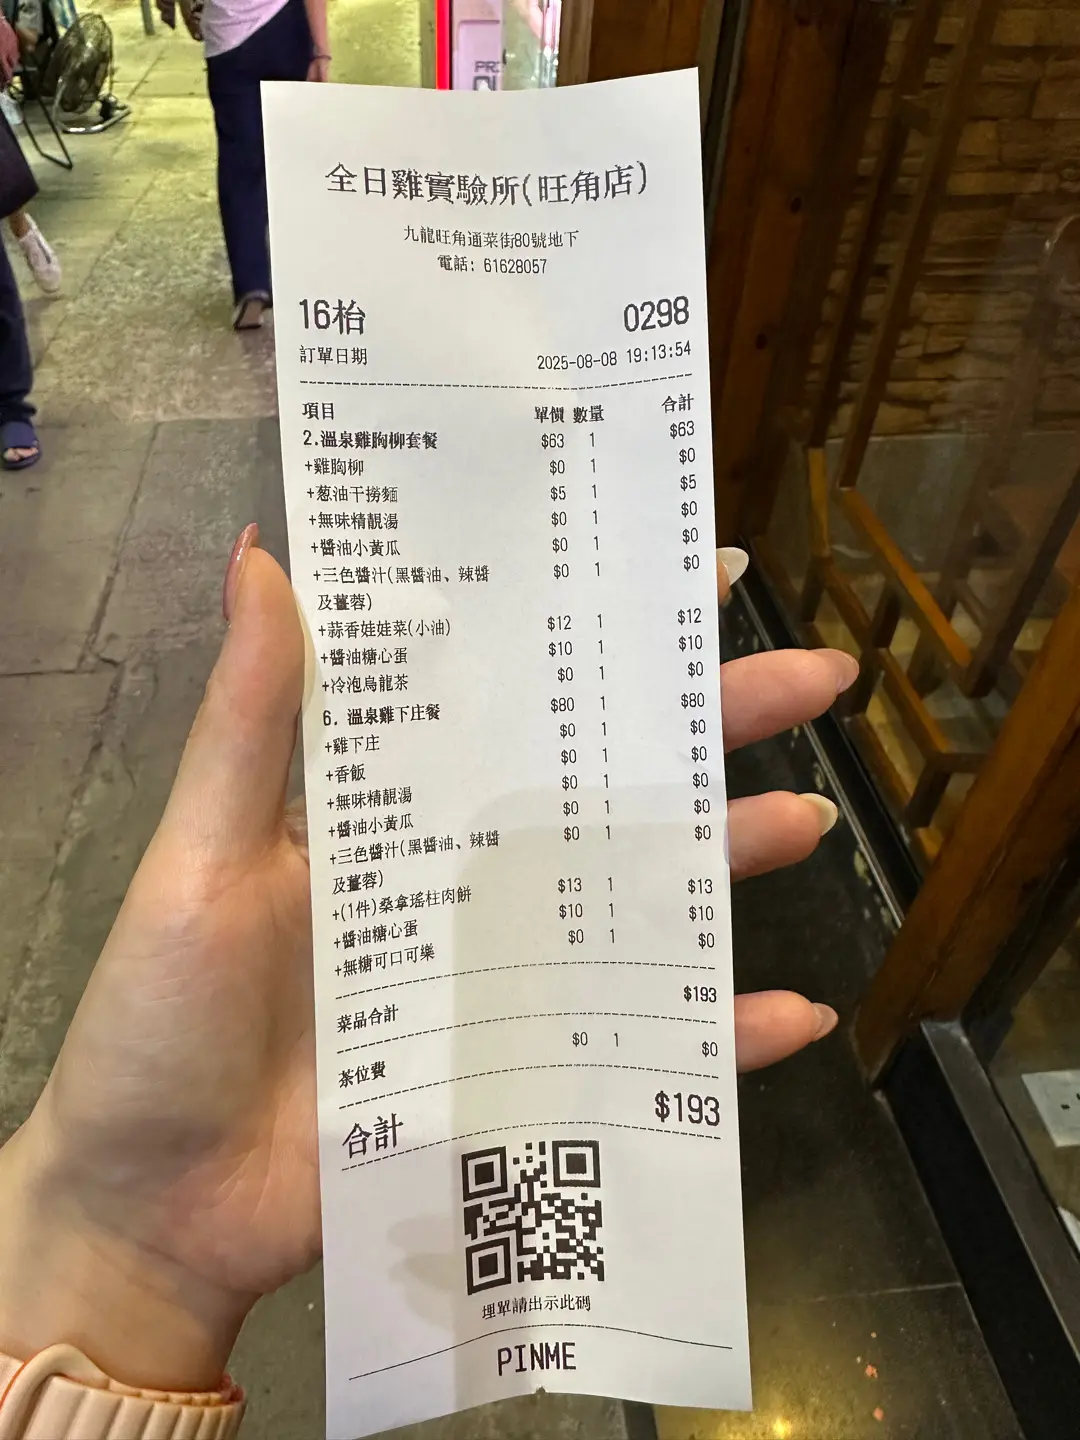 PRI
全日雞實驗所(旺角店)
九龍旺角通菜街80號地下
電話: 61628057
16枱 0298
訂單日期 2025-08-08 19:13:54
項目 單價 數量 合計
2.溫泉雞胸柳套餐 $63 1 $63
+雞胸柳 $0 1 $0
+葱油干撈麵 $5 1 $5
+無味精靚湯 $0 1 $0
+醬油小黃瓜 $0 1 $0
+三色醬汁(黑醬油、辣醬 $0 1 $0
及薑蓉)
+蒜香娃娃菜(小油) $12 1 $12
+醬油糖心蛋 $10 1 $10
+冷泡烏龍茶 $0 1 $0
6. 溫泉雞下庄餐 $80 1 $80
+雞下庄 $0 1 $0
+香飯 $0 1 $0
+無味精靚湯 $0 1 $0
+醬油小黃瓜 $0 1 $0
+三色醬汁(黑醬油、辣醬 $0 1 $0
及薑蓉)
+(1件)桑拿瑤柱肉餅 $13 1 $13
+醬油糖心蛋 $10 1 $10
+無糖可口可樂 $0 1 $0
菜品合計 $193
茶位費 $0 1 $0
合計 $193
埋單請出示此碼
PINME